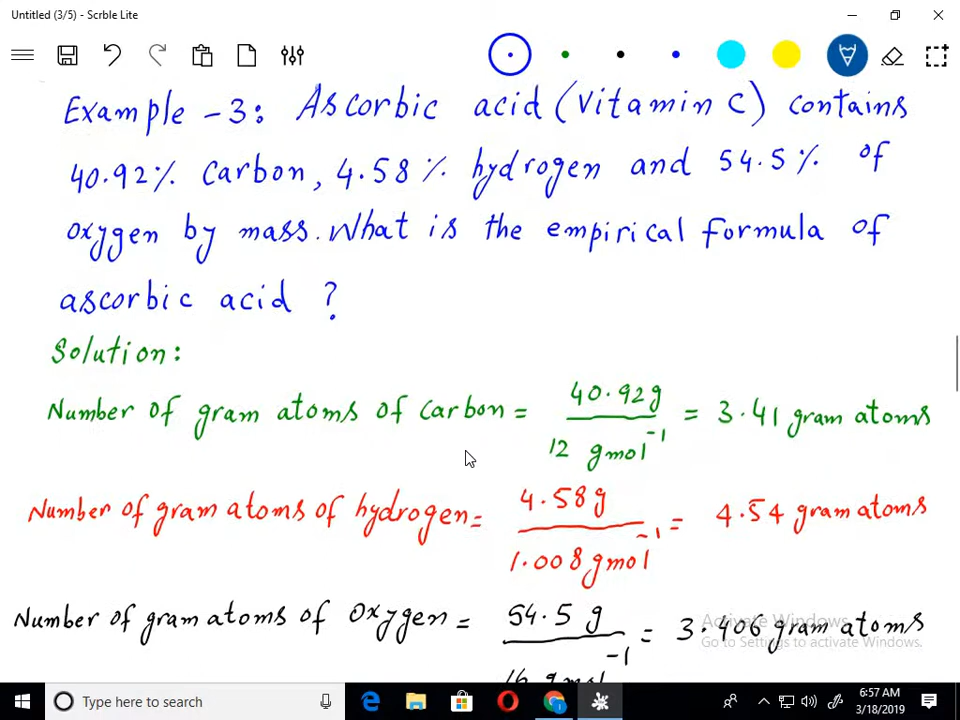 Untitled (3/5) - Scrble Lite
Example -3: Ascorbic acid (Vitamin C) contains
40.92% Carbon, 4.58% hydrogen and 54.5% of
oxygen by mass. What is the empirical formula of
ascorbic acid ?
Solution:
Number of gram atoms of carbon = 40.92g / 12 gmol⁻¹ = 3.41 gram atoms
Number of gram atoms of hydrogen = 4.58g / 1.008 gmol⁻¹ = 4.54 gram atoms
Number of gram atoms of Oxygen = 54.5 g / 16 gmol⁻¹ = 3.406 gram atoms
Activate Windows
Go to Settings to activate Windows.
Type here to search
6:57 AM
3/18/2019